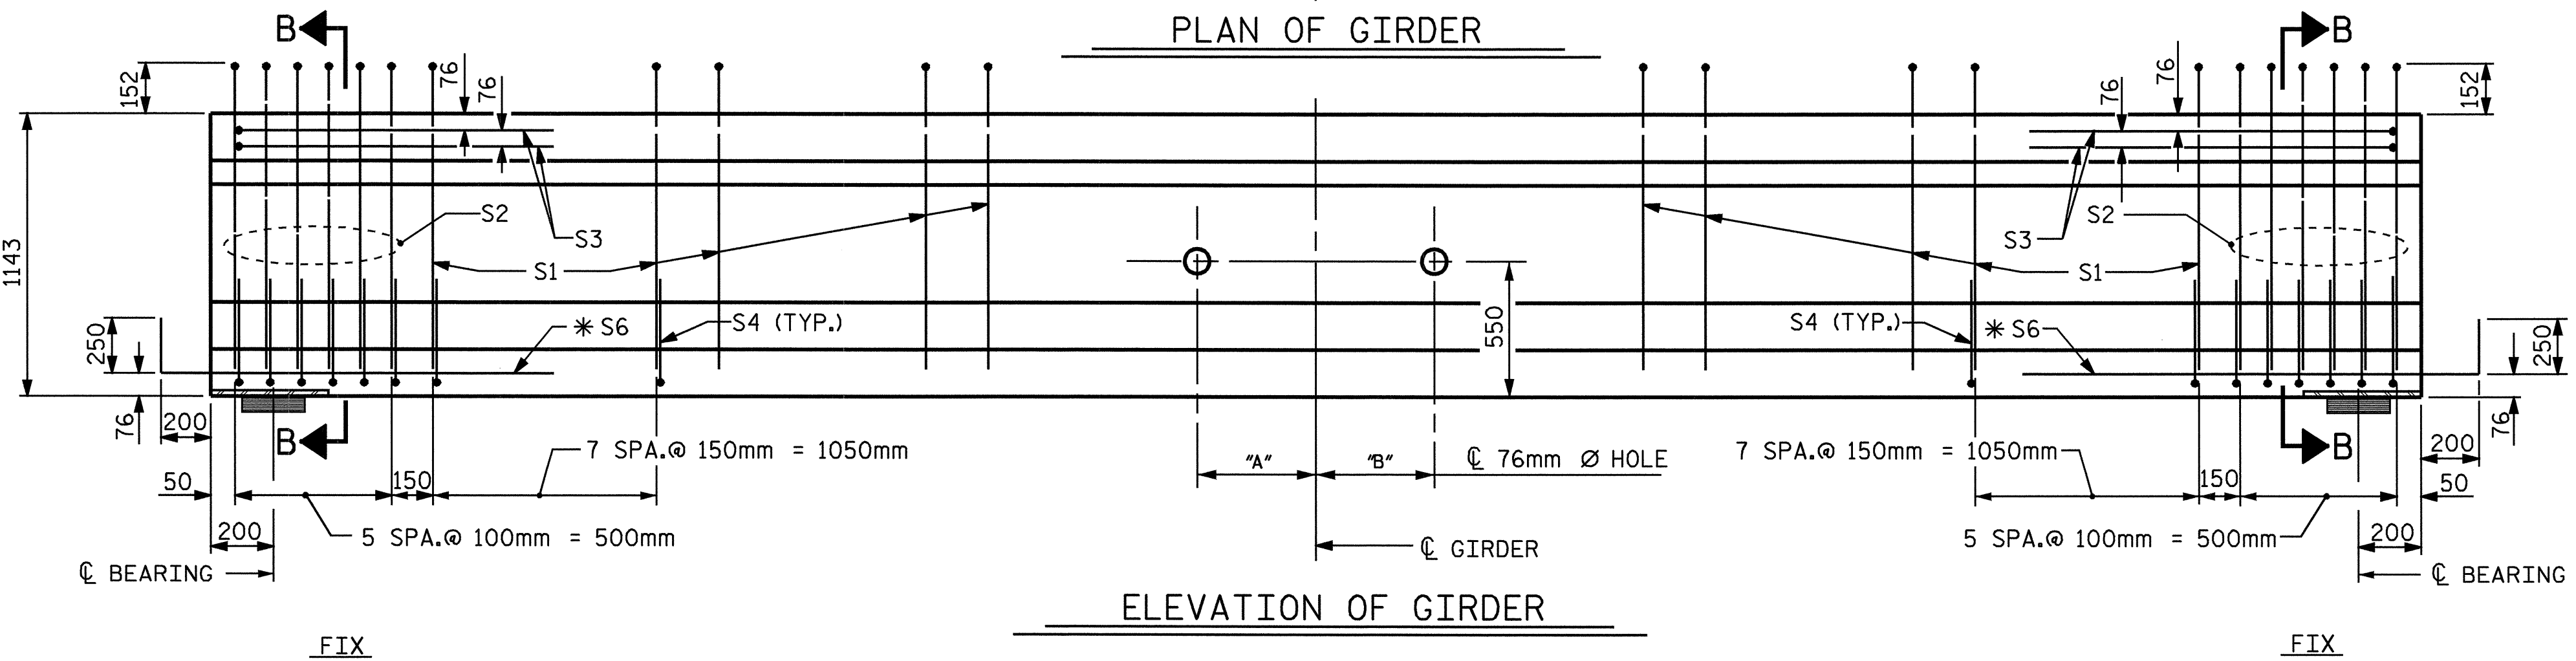 PLAN OF GIRDER
B
B
152
76
76
76
76
152
1143
S2
S3
S1
S2
S3
S1
250
✳ S6
S4 (TYP.)
550
S4 (TYP.)
✳ S6
250
76
200
B
7 SPA.@ 150mm = 1050mm
"A"
"B"
℄ 76mm Ø HOLE
7 SPA.@ 150mm = 1050mm
B
200
76
50
150
150
50
200
5 SPA.@ 100mm = 500mm
℄ GIRDER
5 SPA.@ 100mm = 500mm
200
℄ BEARING
℄ BEARING
ELEVATION OF GIRDER
FIX
FIX